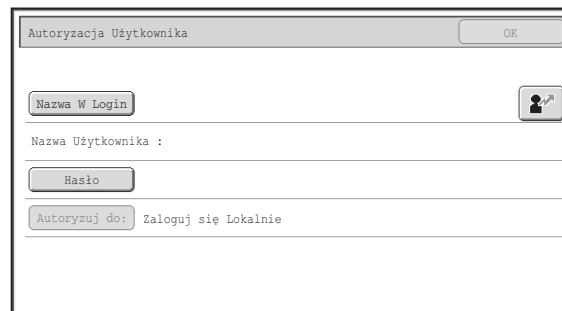 Autoryzacja Użytkownika OK
Nazwa W Login
Nazwa Użytkownika :
Hasło
Autoryzuj do: Zaloguj się Lokalnie